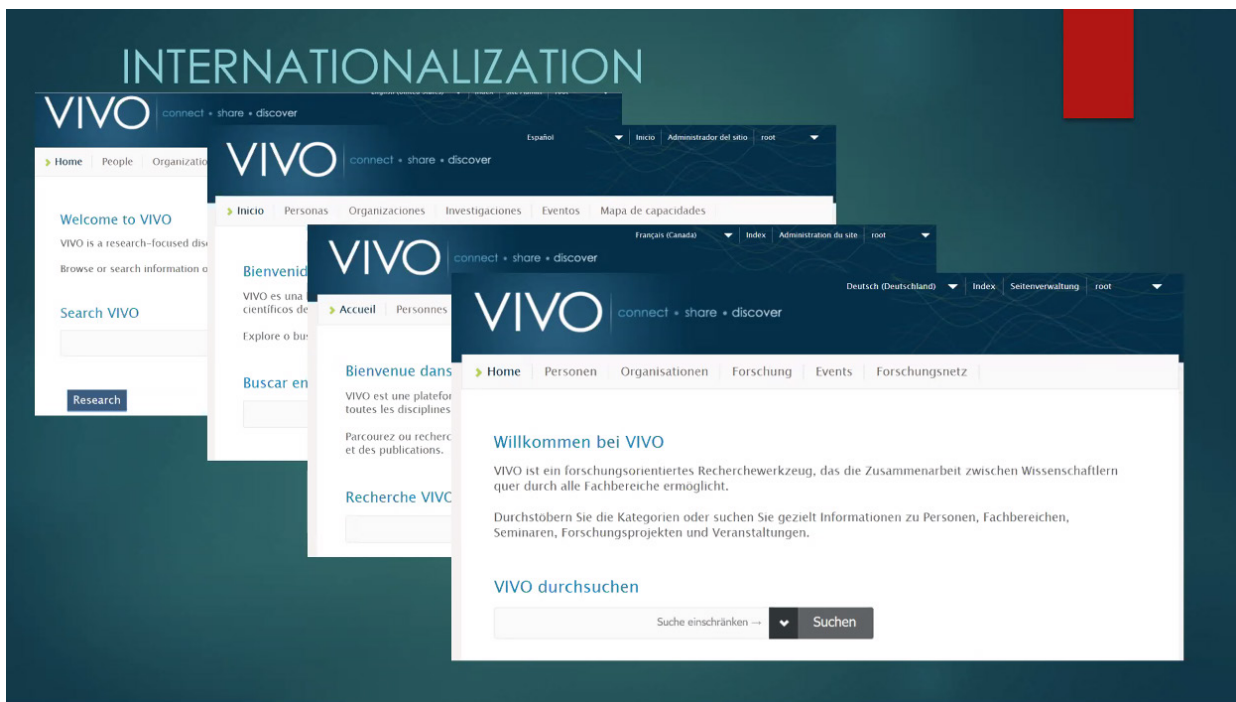 INTERNATIONALIZATION
VIVO connect • share • discover
Home People
Welcome to VIVO
VIVO is a research-focused
Browse or search information
Search VIVO
Research
Español Inicio Administrador del sitio root
VIVO connect • share • discover
Inicio Personas Organizaciones Investigaciones Eventos Mapa de capacidades
VIVO es una
científicos de
Explore o
Buscar en
Français (Canada) Index Administration du site root
VIVO connect • share • discover
Accueil Personnes
Bienvenue dans
VIVO est une
toutes les disciplines
Parcourez ou
et des publications.
Recherche VIVO
Deutsch (Deutschland) Index Seitenverwaltung root
VIVO connect • share • discover
Home Personen Organisationen Forschung Events Forschungsnetz
Willkommen bei VIVO
VIVO ist ein forschungsorientiertes Recherchewerkzeug, das die Zusammenarbeit zwischen Wissenschaftlern
quer durch alle Fachbereiche ermöglicht.
Durchstöbern Sie die Kategorien oder suchen Sie gezielt Informationen zu Personen, Fachbereichen,
Seminaren, Forschungsprojekten und Veranstaltungen.
VIVO durchsuchen
Suche einschränken → Suchen